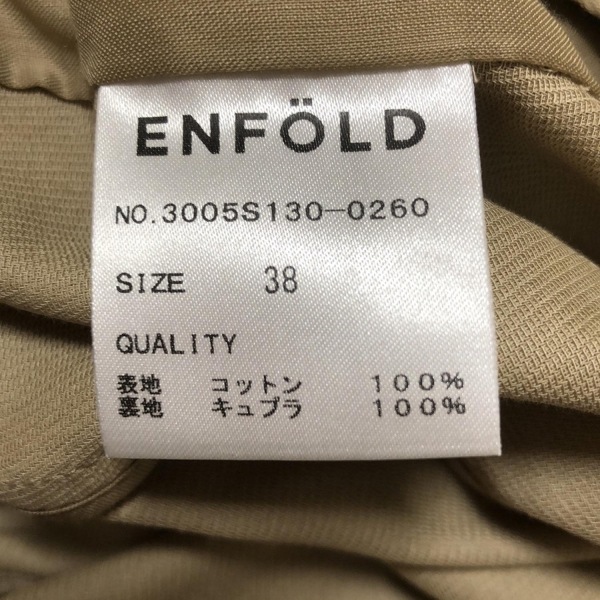 ENFÖLD
NO.3005S130-0260
SIZE 38
QUALITY
表地 コットン 100%
裏地 キュプラ 100%